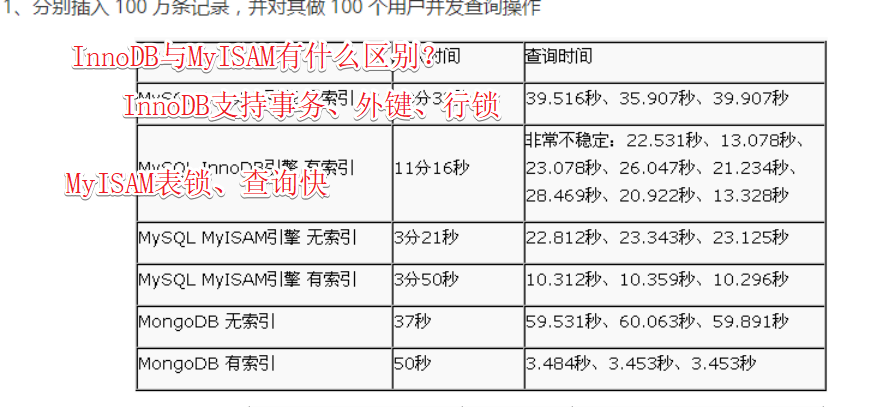 1、分别插入 100 万条记录，并对其做 100 个用户并发查询操作
InnoDB与MyISAM有什么区别？
时间 查询时间
InnoDB支持事务、外键、行锁
39.516秒、35.907秒、39.907秒
MySQL InnoDB引擎 有索引 11分16秒 非常不稳定：22.531秒、13.078秒、
23.078秒、26.047秒、21.234秒、
28.469秒、20.922秒、13.328秒
MyISAM表锁、查询快
MySQL MyISAM引擎 无索引 3分21秒 22.812秒、23.343秒、23.125秒
MySQL MyISAM引擎 有索引 3分50秒 10.312秒、10.359秒、10.296秒
MongoDB 无索引 37秒 59.531秒、60.063秒、59.891秒
MongoDB 有索引 50秒 3.484秒、3.453秒、3.453秒